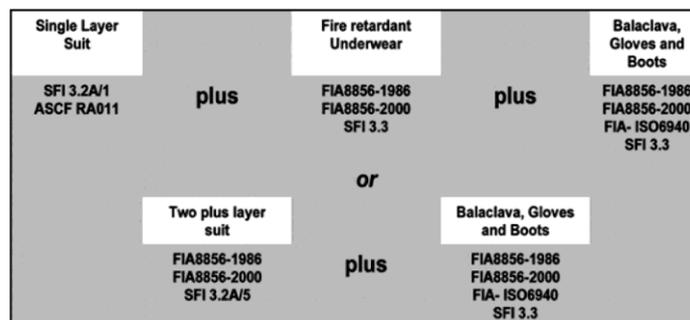 Single Layer
Suit
Fire retardant
Underwear
Balaclava,
Gloves and
Boots
SFI 3.2A/1
ASCF RA011
plus
FIA8856-1986
FIA8856-2000
SFI 3.3
plus
FIA8856-1986
FIA8856-2000
FIA- ISO6940
SFI 3.3
or
Two plus layer
suit
Balaclava, Gloves
and Boots
FIA8856-1986
FIA8856-2000
SFI 3.2A/5
plus
FIA8856-1986
FIA8856-2000
FIA- ISO6940
SFI 3.3